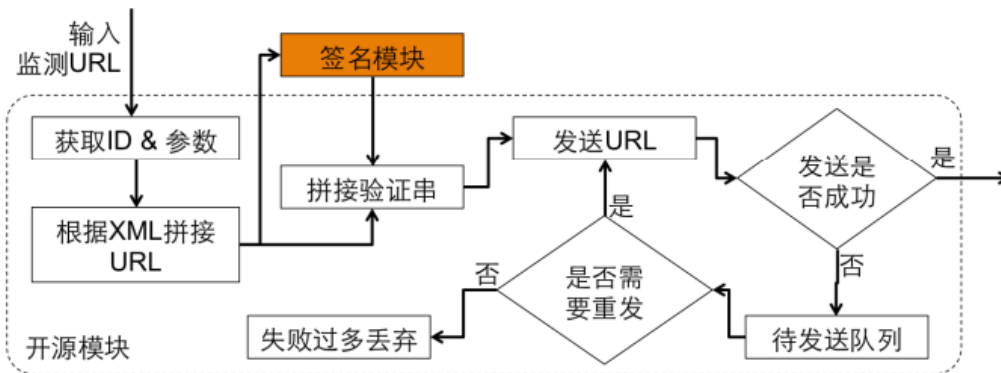 输入
监测URL
签名模块
获取ID & 参数
发送URL
发送是
否成功
是
拼接验证串
根据XML拼接
URL
是
否
是否需
要重发
否
失败过多丢弃
待发送队列
开源模块